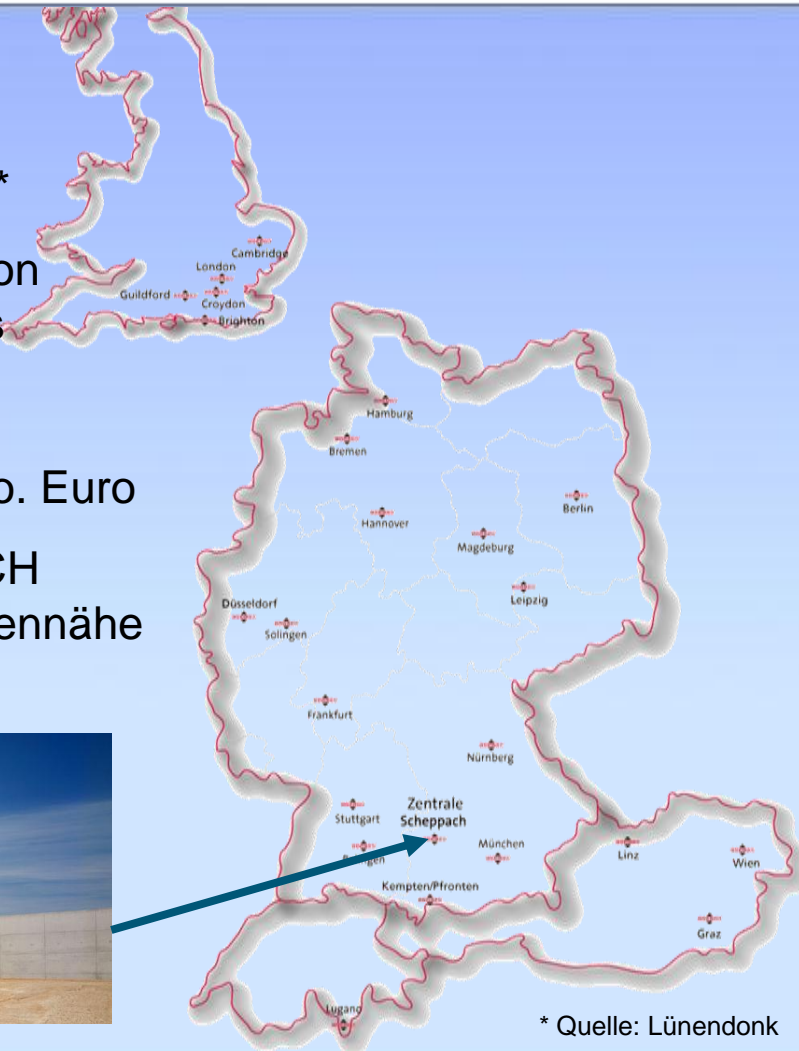 *
on
s
Cambridge
London
Guildford
Croydon
Brighton
Hamburg
Bremen
o. Euro
Berlin
Hannover
Magdeburg
CH
Leipzig
ennähe
Düsseldorf
Solingen
Frankfurt
Nürnberg
Zentrale
Scheppach
Stuttgart
München
Linz
Wien
Kempten/Pfronten
Graz
Lugano
* Quelle: Lünendonk